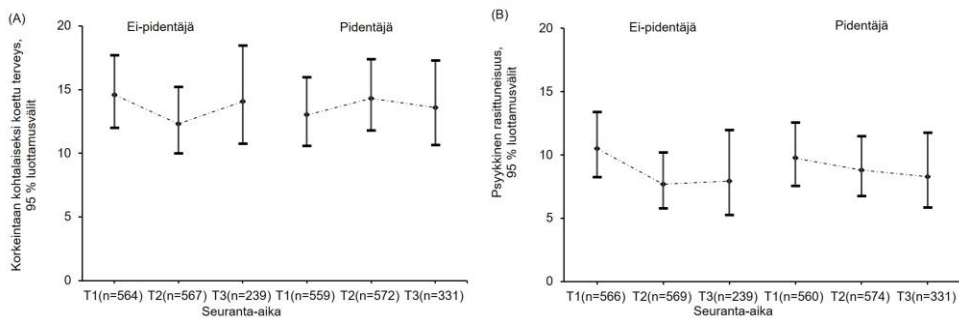 (A)
Ei-pidentäjä Pidentäjä
Korkeintaan kohtalaiseksi koettu terveys,
95 % luottamusvälit
20
15
10
5
0
T1(n=564) T2(n=567) T3(n=239) T1(n=559) T2(n=572) T3(n=331)
Seuranta-aika
(B)
Ei-pidentäjä Pidentäjä
Psyykkinen rasittuneisuus,
95 % luottamusvälit
20
15
10
5
0
T1(n=566) T2(n=569) T3(n=239) T1(n=560) T2(n=574) T3(n=331)
Seuranta-aika